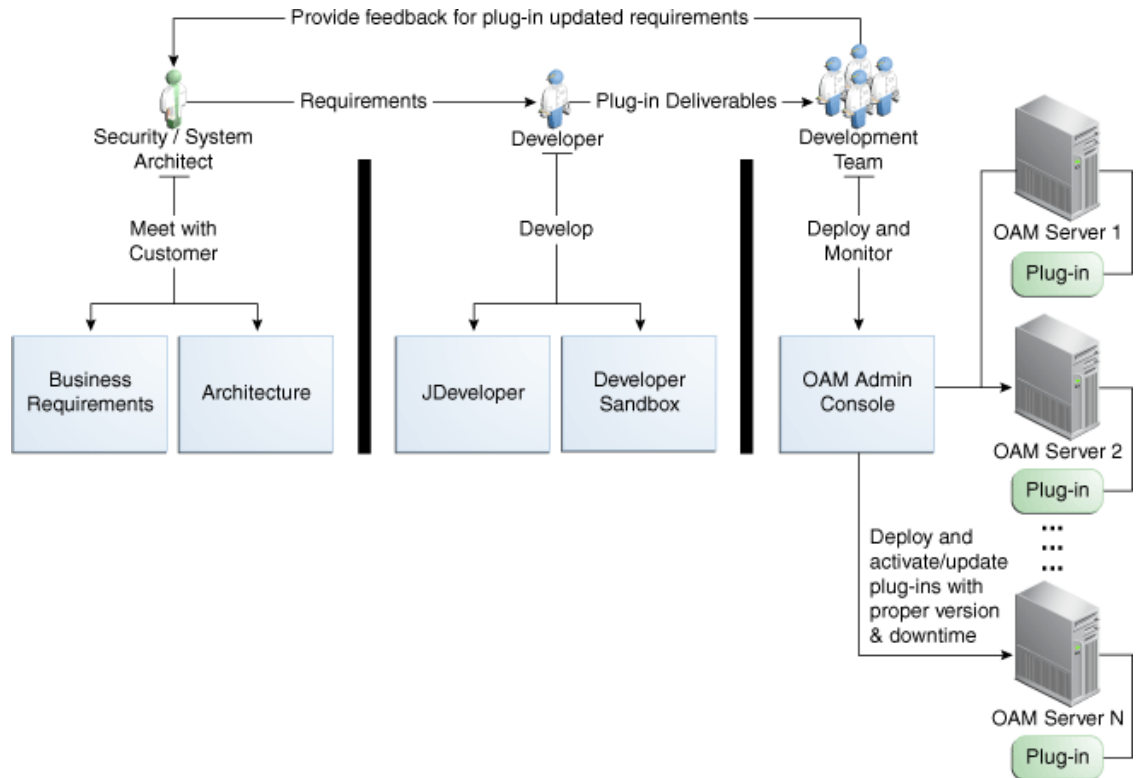 Provide feedback for plug-in updated requirements
Requirements
Plug-in Deliverables
Security / System
Architect
Developer
Development
Team
Meet with
Customer
Develop
Deploy and
Monitor
OAM Server 1
Plug-in
Business
Requirements
Architecture
JDeveloper
Developer
Sandbox
OAM Admin
Console
OAM Server 2
Plug-in
...
...
...
Deploy and
activate/update
plug-ins with
proper version
& downtime
OAM Server N
Plug-in